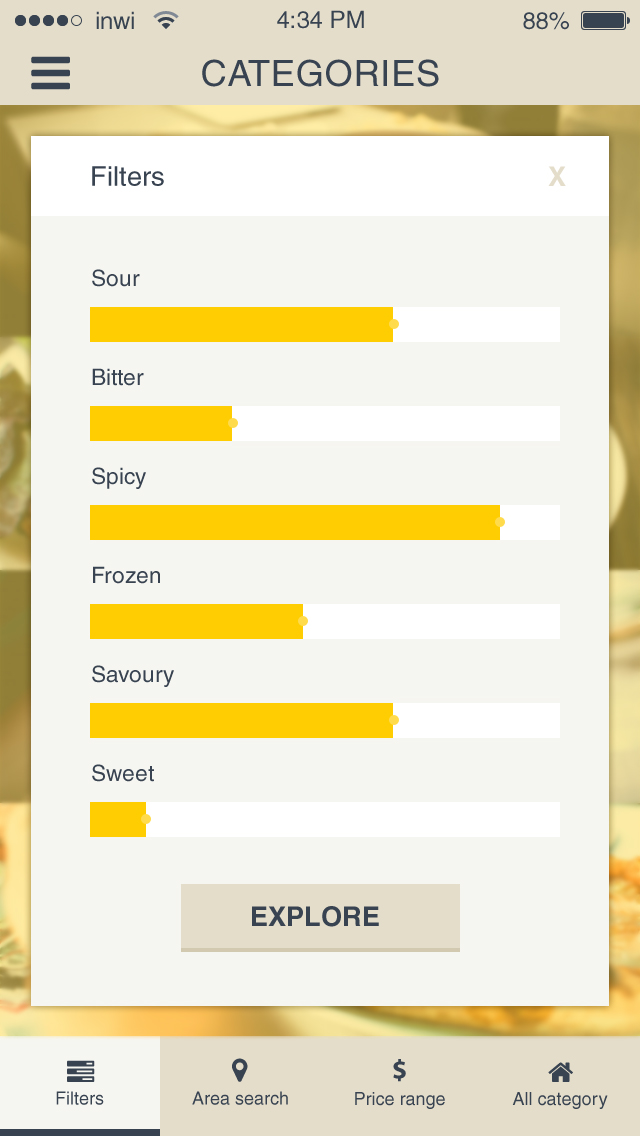 inwi 4:34 PM 88%
CATEGORIES
Filters X
Sour
Bitter
Spicy
Frozen
Savoury
Sweet
EXPLORE
Filters Area search Price range All category